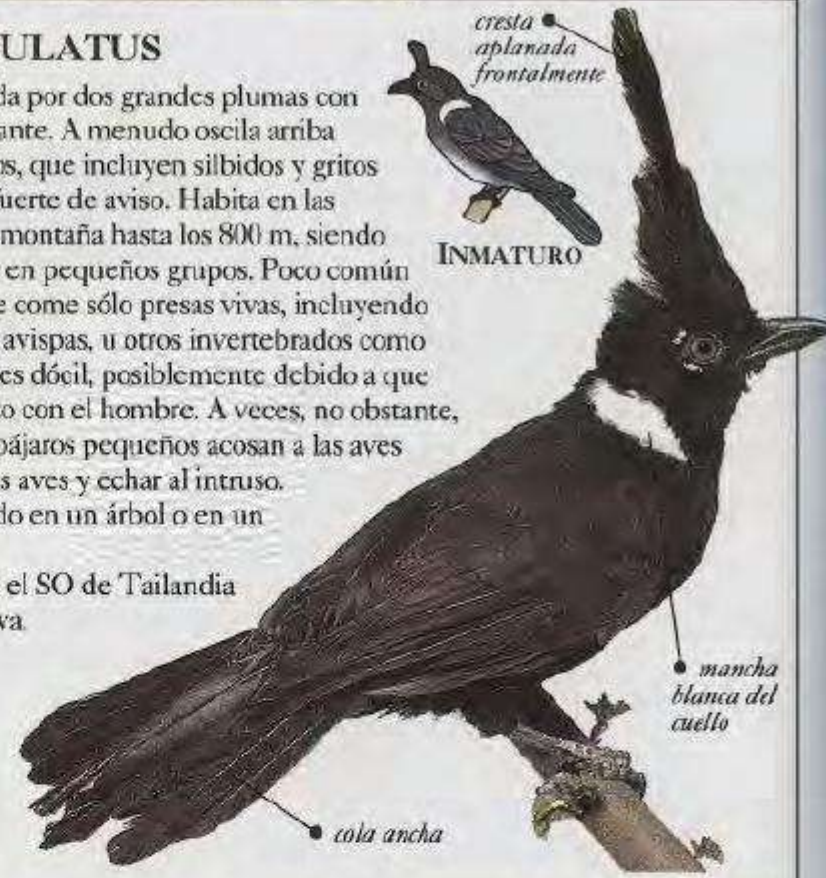 ULATUS
da por dos grandes plumas con
ante. A menudo oscila arriba
os, que incluyen silbidos y gritos
fuerte de aviso. Habita en las
montaña hasta los 800 m, siendo
en pequeños grupos. Poco común
e come sólo presas vivas, incluyendo
avispas, u otros invertebrados como
es dócil, posiblemente debido a que
o con el hombre. A veces, no obstante,
pájaros pequeños acosan a las aves
s aves y echar al intruso.
do en un árbol o en un
el SO de Tailandia
va.
cresta
aplanada
frontalmente
INMATURO
mancha
blanca del
cuello
cola ancha